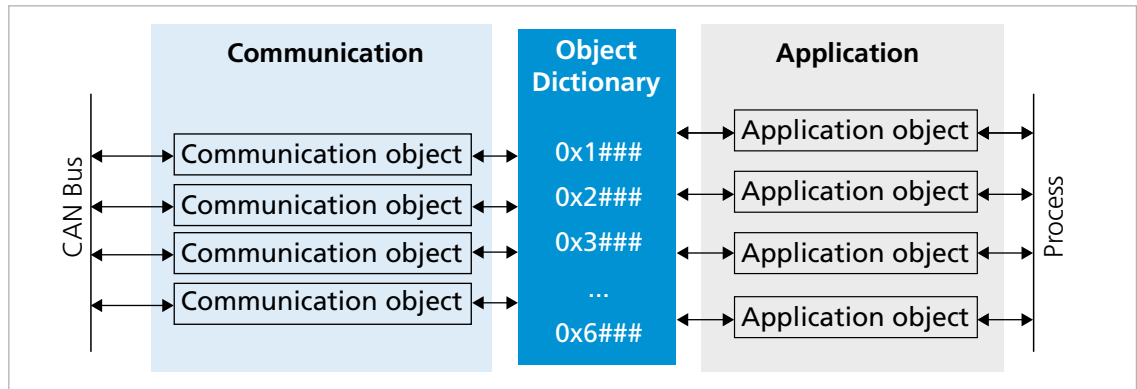 Communication
Object
Dictionary
Application
CAN Bus
Communication object
Communication object
Communication object
Communication object
0x1###
0x2###
0x3###
...
0x6###
Application object
Application object
Application object
Application object
Process